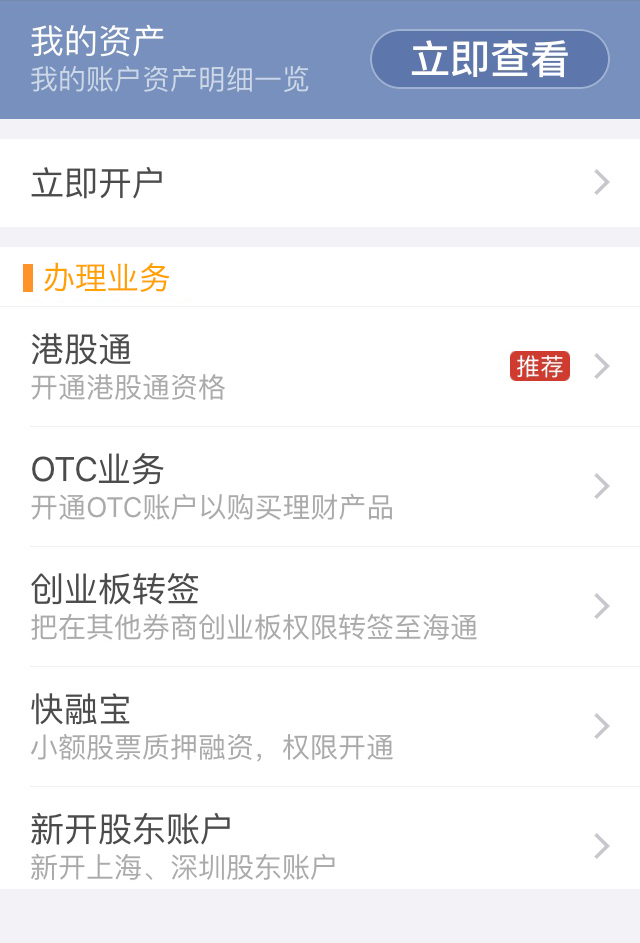 我的资产
我的账户资产明细一览
立即查看
立即开户
办理业务
港股通
开通港股通资格
推荐
OTC业务
开通OTC账户以购买理财产品
创业板转签
把在其他券商创业板权限转签至海通
快融宝
小额股票质押融资，权限开通
新开股东账户
新开上海、深圳股东账户